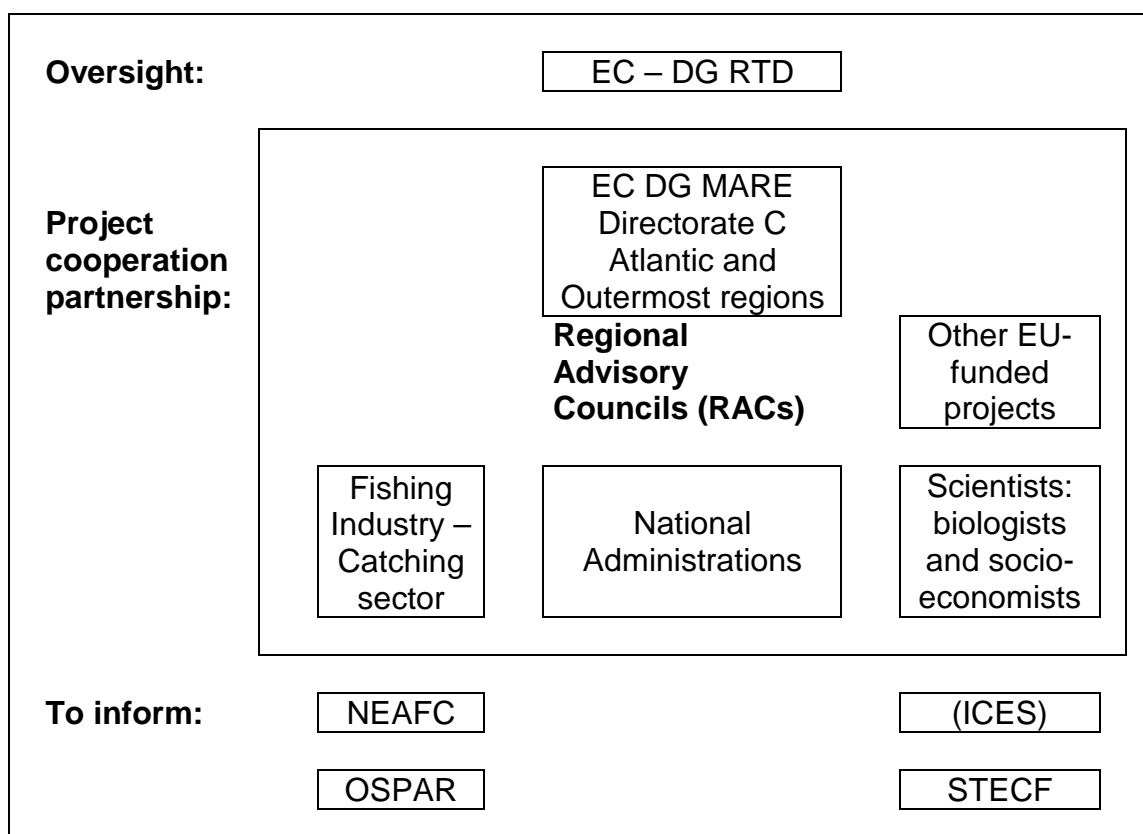 Oversight:
EC – DG RTD
Project
cooperation
partnership:
EC DG MARE
Directorate C
Atlantic and
Outermost regions
Regional
Advisory
Councils (RACs)
Other EU-
funded
projects
Fishing
Industry –
Catching
sector
National
Administrations
Scientists:
biologists
and socio-
economists
To inform:
NEAFC
(ICES)
OSPAR
STECF